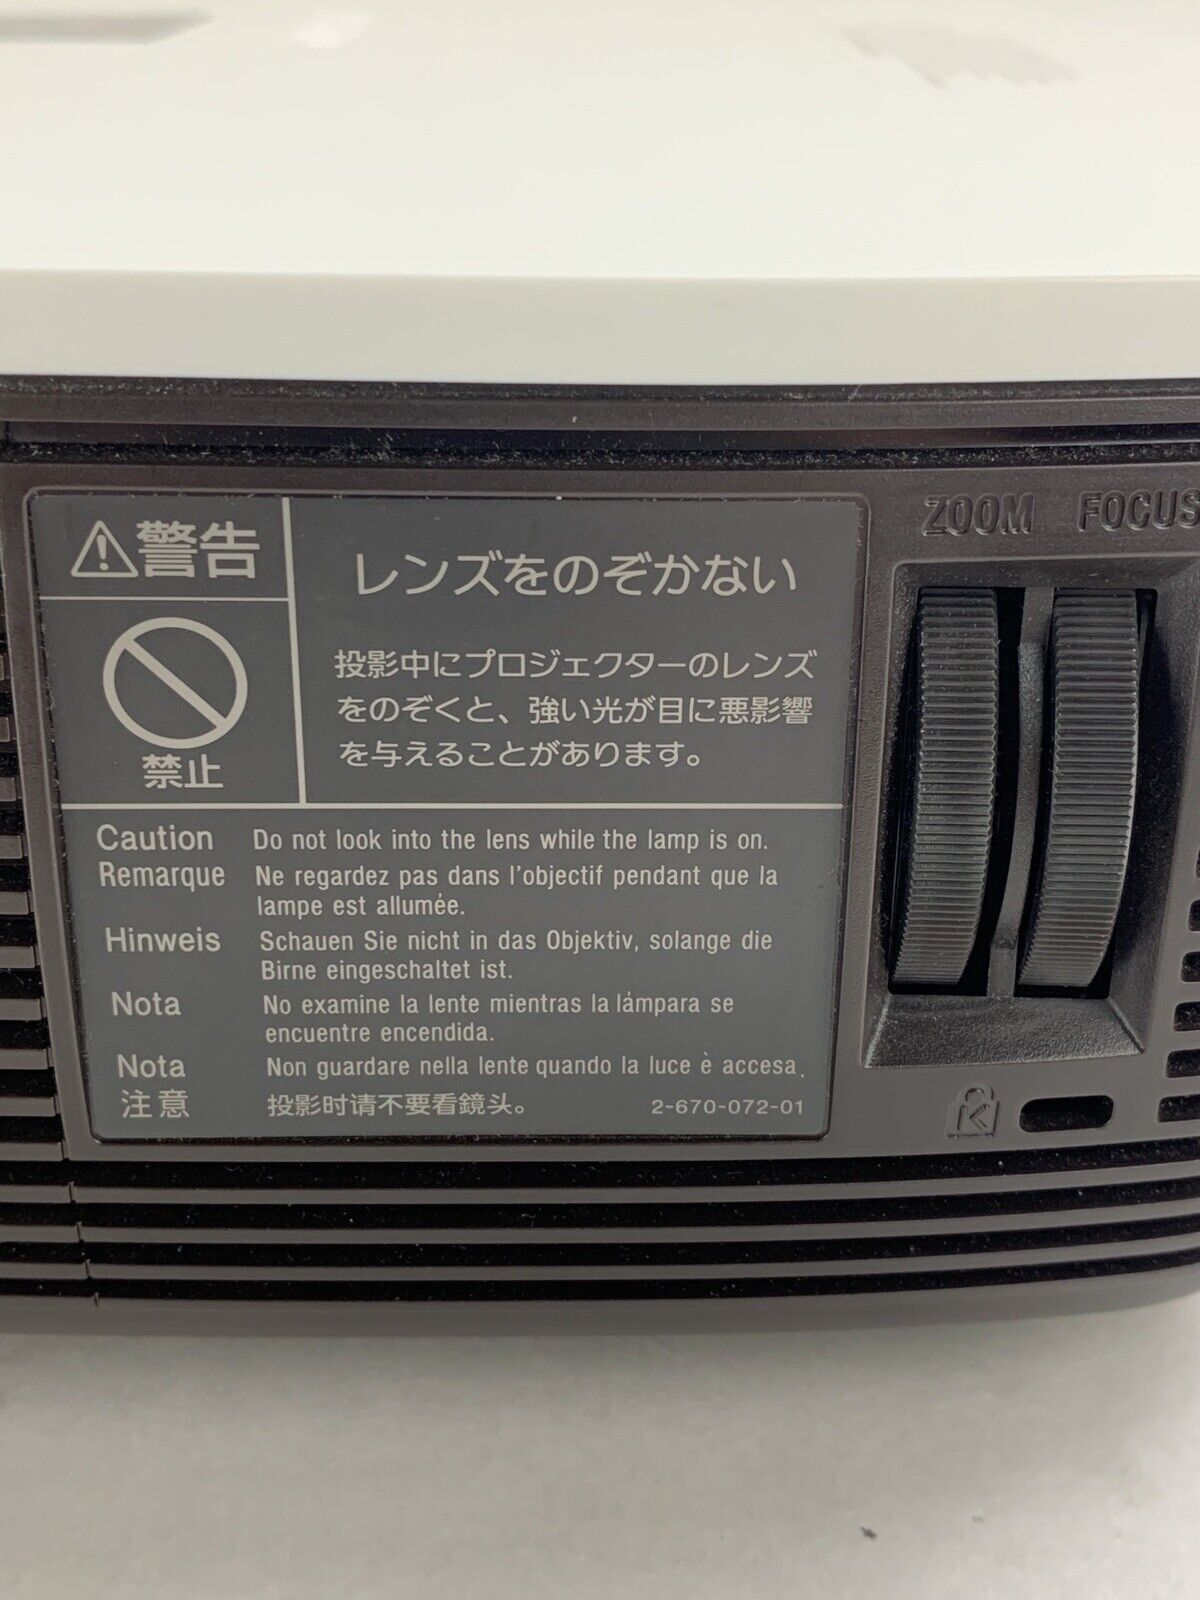 ZOOM FOCUS
警告
禁止
レンズをのぞかない
投影中にプロジェクターのレンズ
をのぞくと、強い光が目に悪影響
を与えることがあります。
Caution Do not look into the lens while the lamp is on.
Remarque Ne regardez pas dans l'objectif pendant que la
lampe est allumée.
Hinweis Schauen Sie nicht in das Objektiv, solange die
Birne eingeschaltet ist.
Nota No examine la lente mientras la lámpara se
encuentre encendida.
Nota Non guardare nella lente quando la luce è accesa.
注意 投影时请不要看鏡头。 2-670-072-01